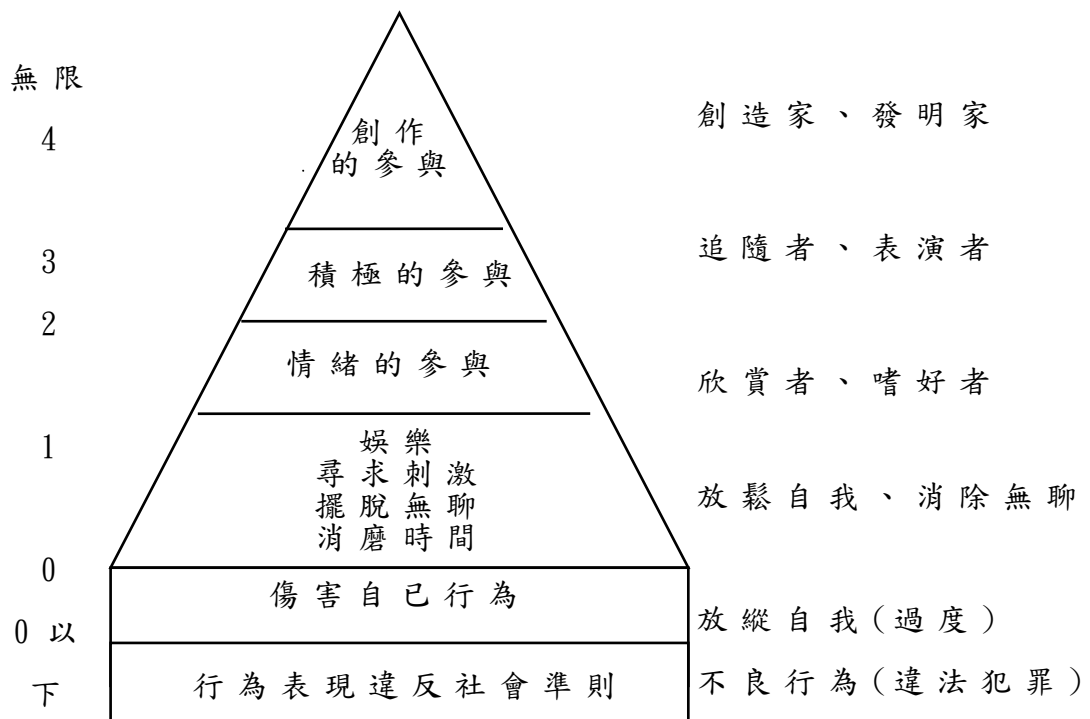 無限
4
創作
的參與
創造家、發明家
3
積極的參與
追隨者、表演者
2
情緒的參與
欣賞者、嗜好者
1
娛樂
尋求刺激
擺脫無聊
消磨時間
放鬆自我、消除無聊
0
傷害自已行為
0 以
下
放縱自我(過度)
行為表現違反社會準則
不良行為(違法犯罪)